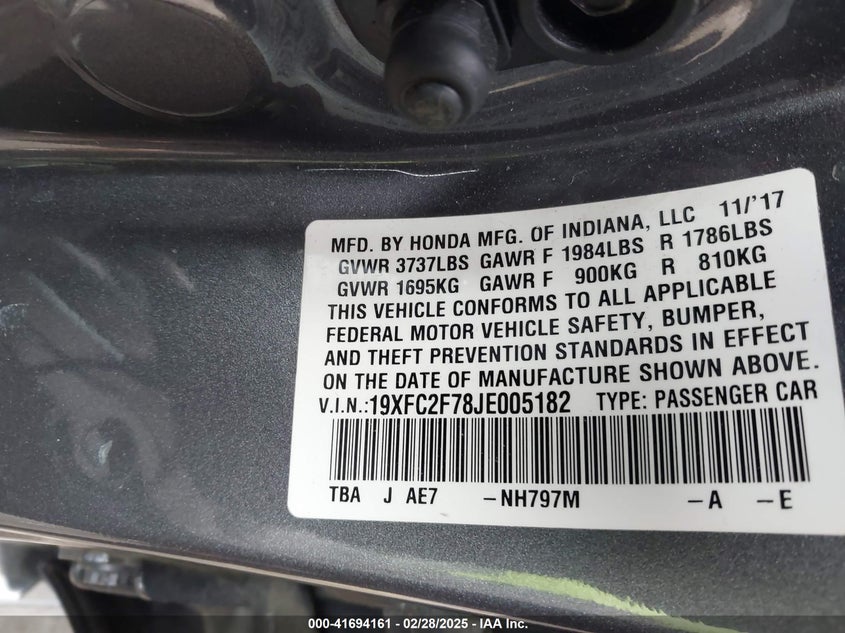 MFD. BY HONDA MFG. OF INDIANA, LLC 11/'17
GVWR 3737LBS GAWR F 1984LBS R 1786LBS
GVWR 1695KG GAWR F 900KG R 810KG
THIS VEHICLE CONFORMS TO ALL APPLICABLE
FEDERAL MOTOR VEHICLE SAFETY, BUMPER,
AND THEFT PREVENTION STANDARDS IN EFFECT
ON THE DATE OF MANUFACTURE SHOWN ABOVE.
V.I.N.:19XFC2F78JE005182 TYPE: PASSENGER CAR
TBA J AE7 –NH797M –A –E
000-41694161 — 02/28/2025 — IAA Inc.